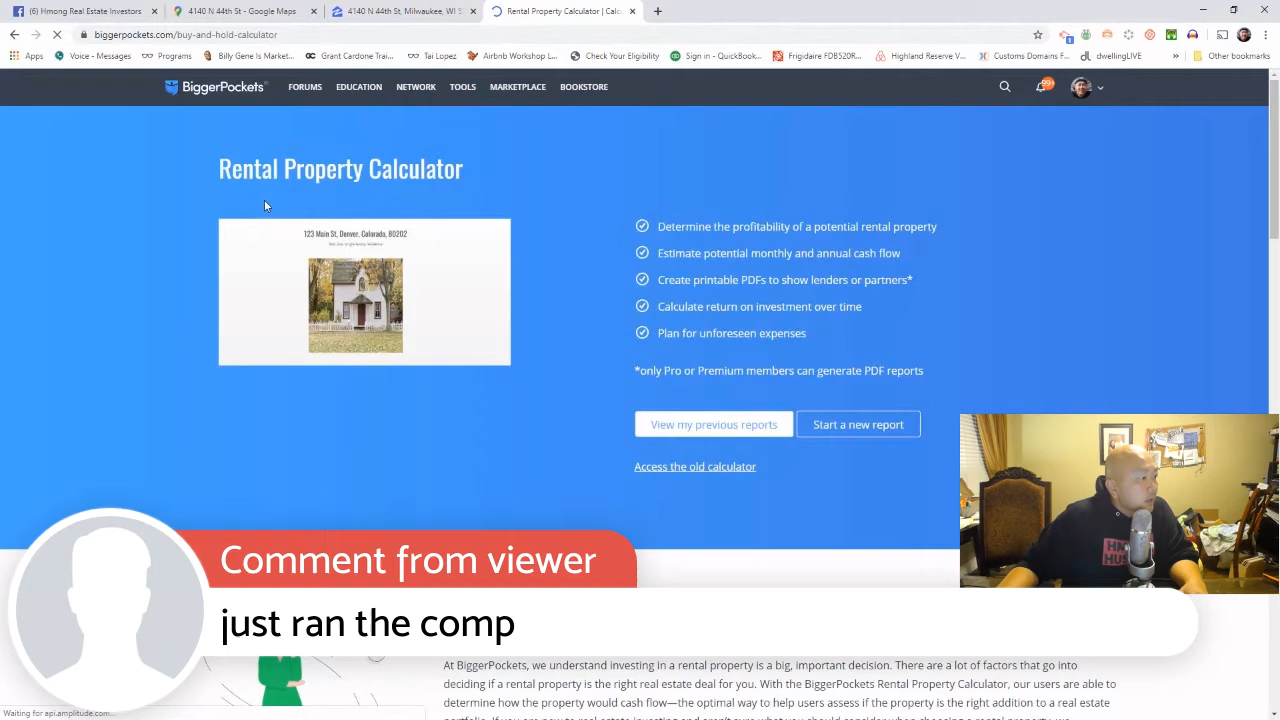 (6) Hmong Real Estate Investors
4140 N 44th St - Google Maps
4140 N 44th St, Milwaukee, WI 5
Rental Property Calculator | Calc
biggerpockets.com/buy-and-hold-calculator
Apps
Voice - Messages
Programs
Billy Gene is Market...
Grant Cardone Trai...
Tai Lopez
Airbnb Workshop L...
Check Your Eligibility
Sign in - QuickBook...
Frigidaire FDB520R...
Highland Reserve V...
Customs Domains F...
dwellingLIVE
Other bookmarks
BiggerPockets
FORUMS
EDUCATION
NETWORK
TOOLS
MARKETPLACE
BOOKSTORE
99+
Rental Property Calculator
123 Main St, Denver, Colorado, 80202
Determine the profitability of a potential rental property
Estimate potential monthly and annual cash flow
Create printable PDFs to show lenders or partners*
Calculate return on investment over time
Plan for unforeseen expenses
*only Pro or Premium members can generate PDF reports
View my previous reports
Start a new report
Access the old calculator
Comment from viewer
just ran the comp
At BiggerPockets, we understand investing in a rental property is a big, important decision. There are a lot of factors that go into
deciding if a rental property is the right real estate deal for you. With the BiggerPockets Rental Property Calculator, our users are able to
determine how the property would cash flow—the optimal way to help users assess if the property is the right addition to a real estate
Waiting for api.amplitude.com...